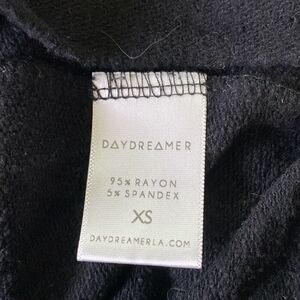 DAYDREAMER
95% RAYON
5% SPANDEX
XS
DAYDREAMERLA.COM